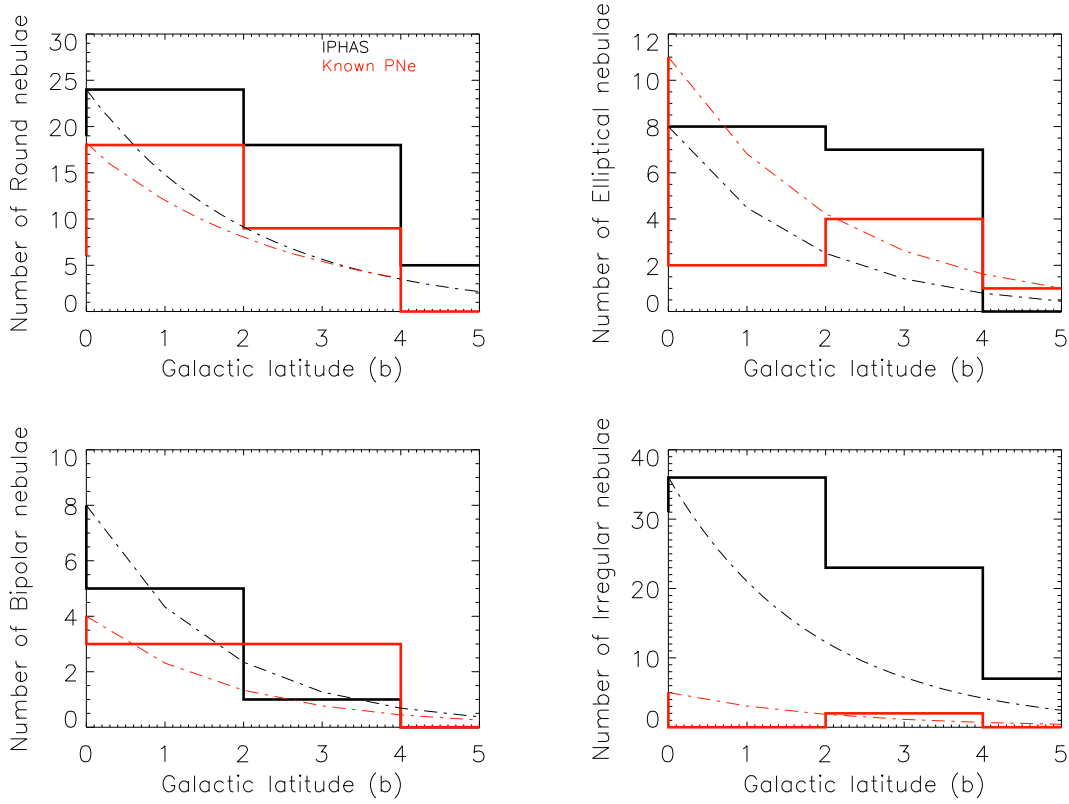 Number of Round nebulae
30
25
20
15
10
5
0
IPHAS
Known PNe
0 1 2 3 4 5
Galactic latitude (b)
Number of Elliptical nebulae
12
10
8
6
4
2
0
0 1 2 3 4 5
Galactic latitude (b)
Number of Bipolar nebulae
10
8
6
4
2
0
0 1 2 3 4 5
Galactic latitude (b)
Number of Irregular nebulae
40
30
20
10
0
0 1 2 3 4 5
Galactic latitude (b)